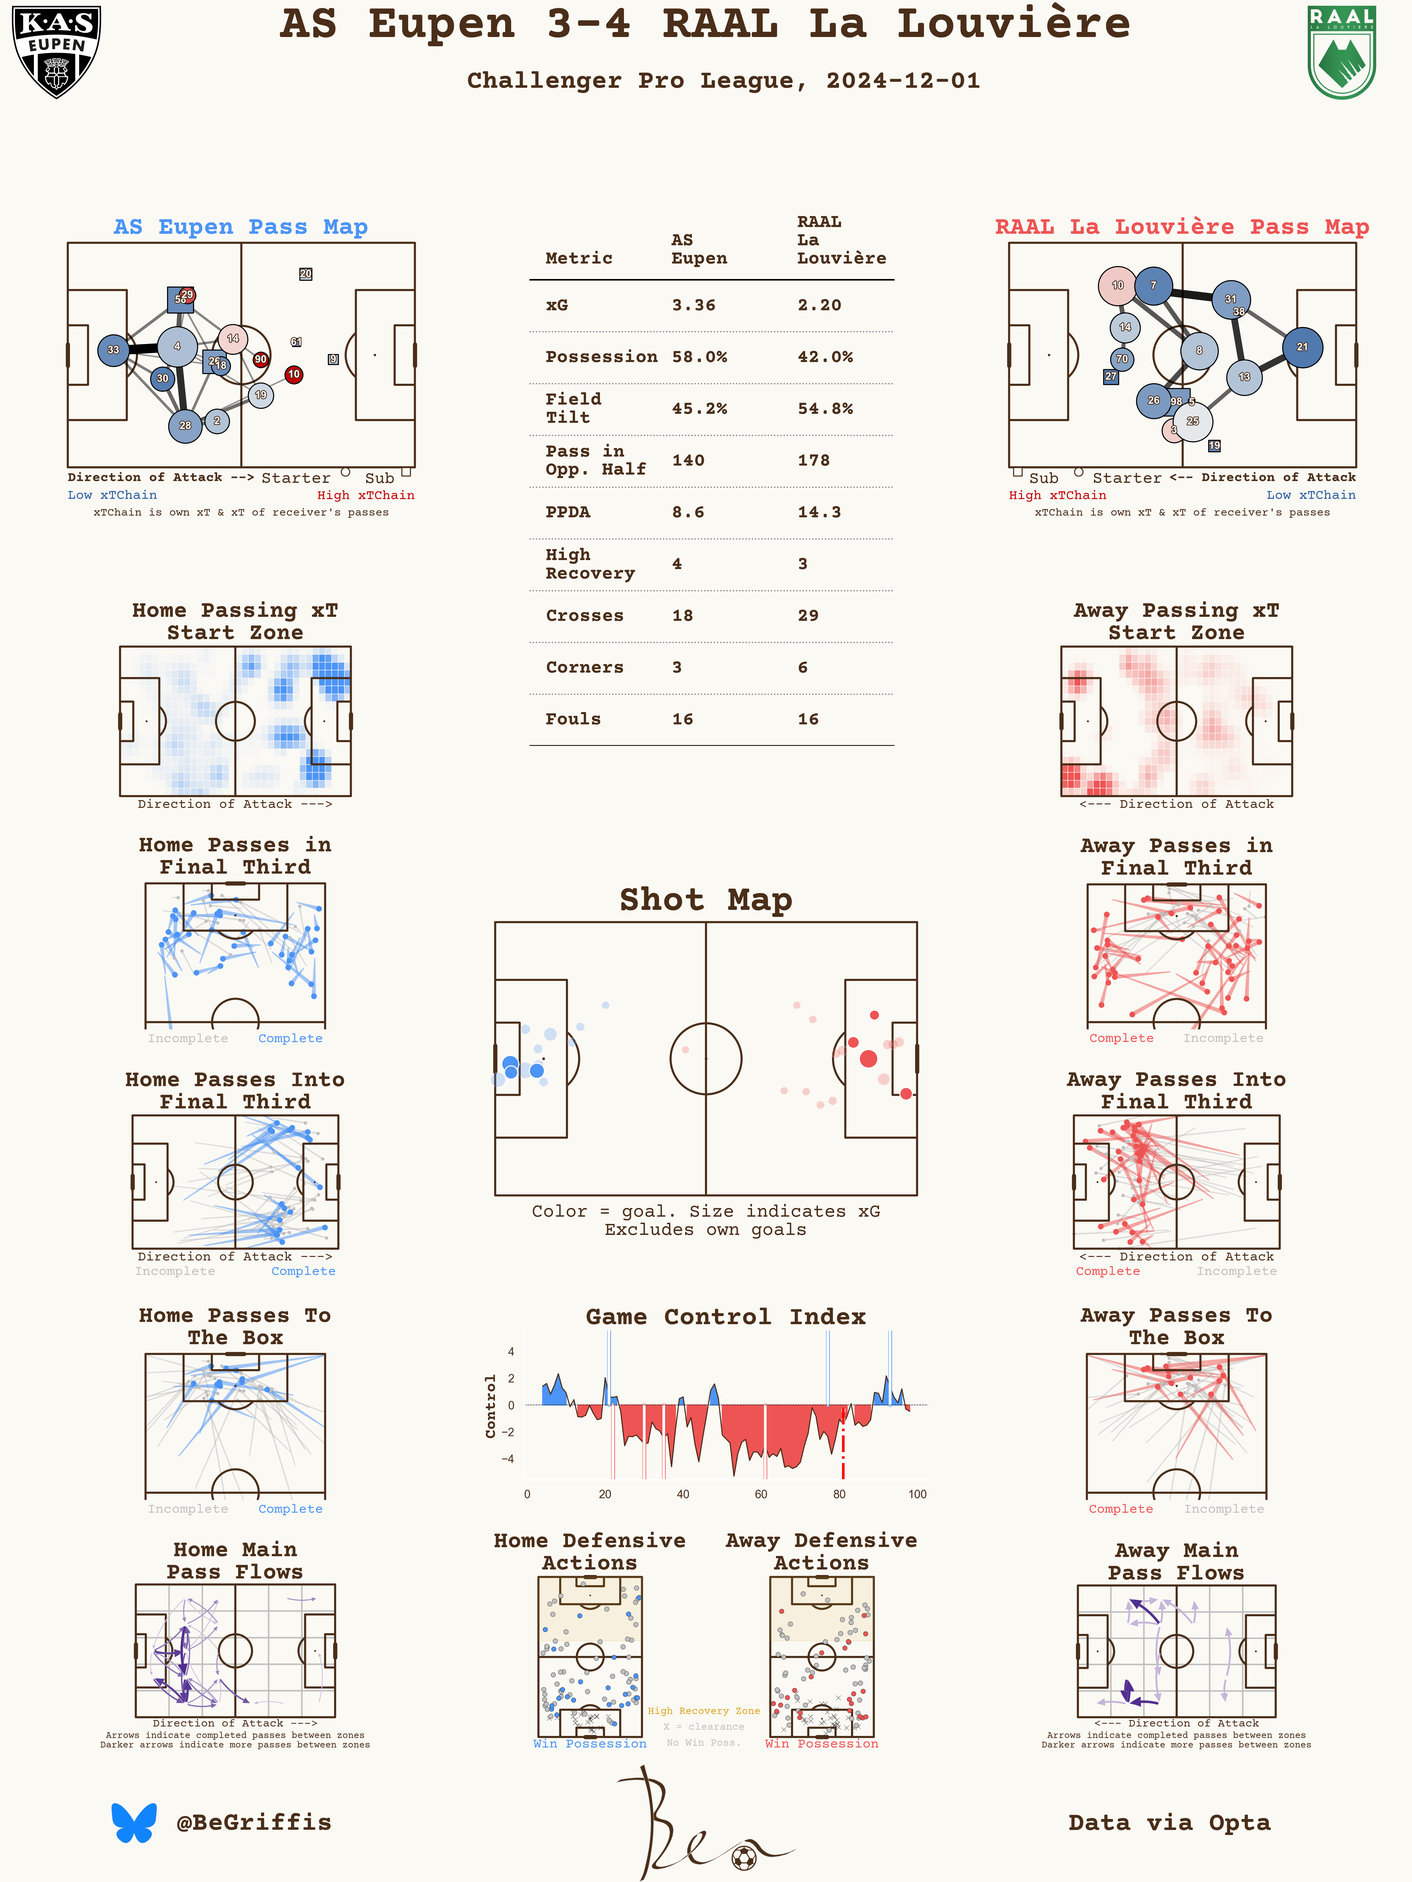 AS Eupen 3-4 RAAL La Louvière
Challenger Pro League, 2024-12-01
K·A·S
EUPEN
RAAL
LA LOUVIÈRE
AS Eupen Pass Map
20
29
33
4
14
61
9
90
18
10
30
19
28
2
Direction of Attack --> Starter Sub
Low xTChain High xTChain
xTChain is own xT & xT of receiver's passes
Metric AS Eupen RAAL La Louvière
xG 3.36 2.20
Possession 58.0% 42.0%
Field Tilt 45.2% 54.8%
Pass in Opp. Half 140 178
PPDA 8.6 14.3
High Recovery 4 3
Crosses 18 29
Corners 3 6
Fouls 16 16
RAAL La Louvière Pass Map
10
7
31
38
14
8
21
70
27
13
26
98
5
25
3
19
Sub Starter <-- Direction of Attack
High xTChain Low xTChain
xTChain is own xT & xT of receiver's passes
Home Passing xT
Start Zone
Direction of Attack --->
Away Passing xT
Start Zone
<--- Direction of Attack
Home Passes in
Final Third
Incomplete Complete
Away Passes in
Final Third
Complete Incomplete
Shot Map
Color = goal. Size indicates xG
Excludes own goals
Home Passes Into
Final Third
Direction of Attack --->
Incomplete Complete
Away Passes Into
Final Third
<--- Direction of Attack
Complete Incomplete
Home Passes To
The Box
Incomplete Complete
Game Control Index
Control
4
2
0
−2
−4
0 20 40 60 80 100
Away Passes To
The Box
Complete Incomplete
Home Main
Pass Flows
Direction of Attack --->
Arrows indicate completed passes between zones
Darker arrows indicate more passes between zones
Home Defensive
Actions
Win Possession
Away Defensive
Actions
Win Possession
High Recovery Zone
X = clearance
No Win Poss.
Away Main
Pass Flows
<--- Direction of Attack
Arrows indicate completed passes between zones
Darker arrows indicate more passes between zones
@BeGriffis
Ben
Data via Opta